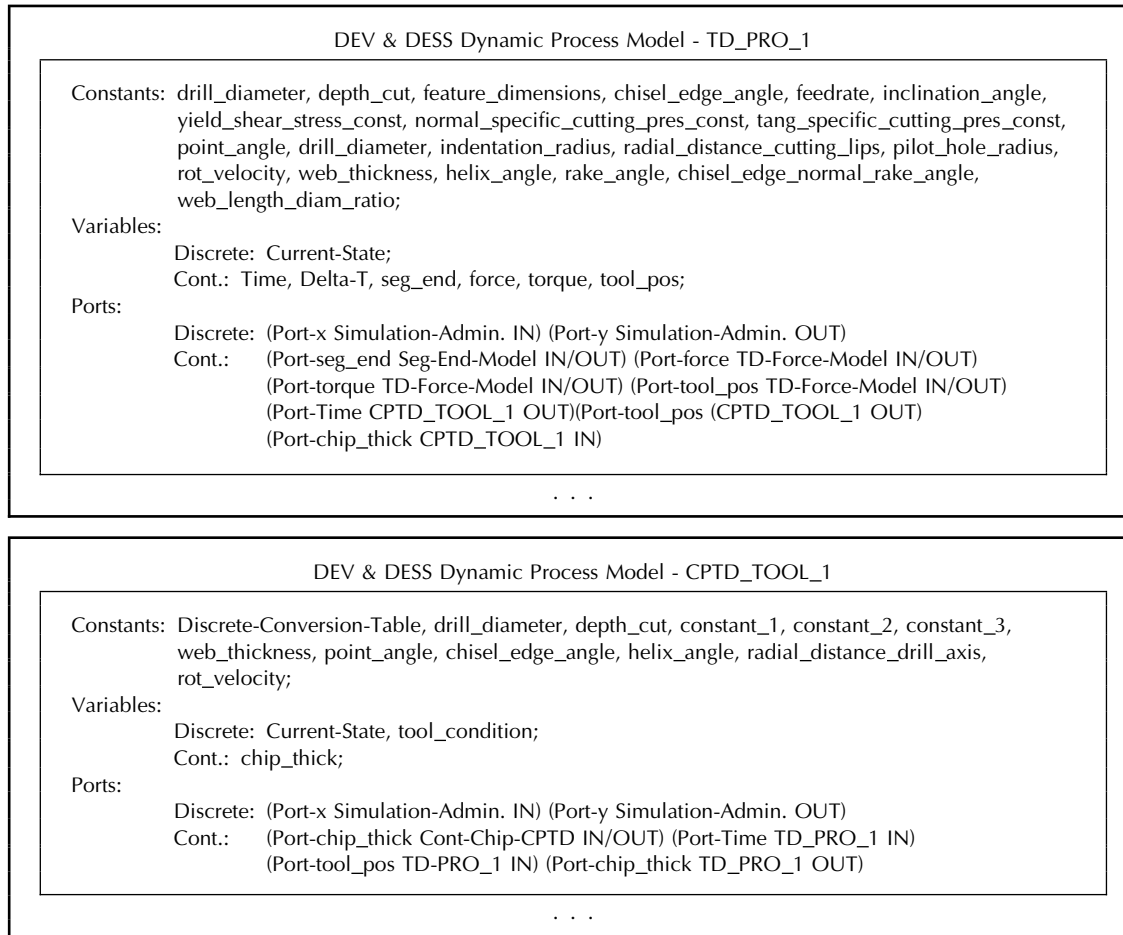 DEV & DESS Dynamic Process Model - TD_PRO_1
Constants: drill_diameter, depth_cut, feature_dimensions, chisel_edge_angle, feedrate, inclination_angle,
yield_shear_stress_const, normal_specific_cutting_pres_const, tang_specific_cutting_pres_const,
point_angle, drill_diameter, indentation_radius, radial_distance_cutting_lips, pilot_hole_radius,
rot_velocity, web_thickness, helix_angle, rake_angle, chisel_edge_normal_rake_angle,
web_length_diam_ratio;
Variables:
Discrete: Current-State;
Cont.: Time, Delta-T, seg_end, force, torque, tool_pos;
Ports:
Discrete: (Port-x Simulation-Admin. IN) (Port-y Simulation-Admin. OUT)
Cont.: (Port-seg_end Seg-End-Model IN/OUT) (Port-force TD-Force-Model IN/OUT)
(Port-torque TD-Force-Model IN/OUT) (Port-tool_pos TD-Force-Model IN/OUT)
(Port-Time CPTD_TOOL_1 OUT)(Port-tool_pos (CPTD_TOOL_1 OUT)
(Port-chip_thick CPTD_TOOL_1 IN)
. . .
DEV & DESS Dynamic Process Model - CPTD_TOOL_1
Constants: Discrete-Conversion-Table, drill_diameter, depth_cut, constant_1, constant_2, constant_3,
web_thickness, point_angle, chisel_edge_angle, helix_angle, radial_distance_drill_axis,
rot_velocity;
Variables:
Discrete: Current-State, tool_condition;
Cont.: chip_thick;
Ports:
Discrete: (Port-x Simulation-Admin. IN) (Port-y Simulation-Admin. OUT)
Cont.: (Port-chip_thick Cont-Chip-CPTD IN/OUT) (Port-Time TD_PRO_1 IN)
(Port-tool_pos TD-PRO_1 IN) (Port-chip_thick TD_PRO_1 OUT)
. . .